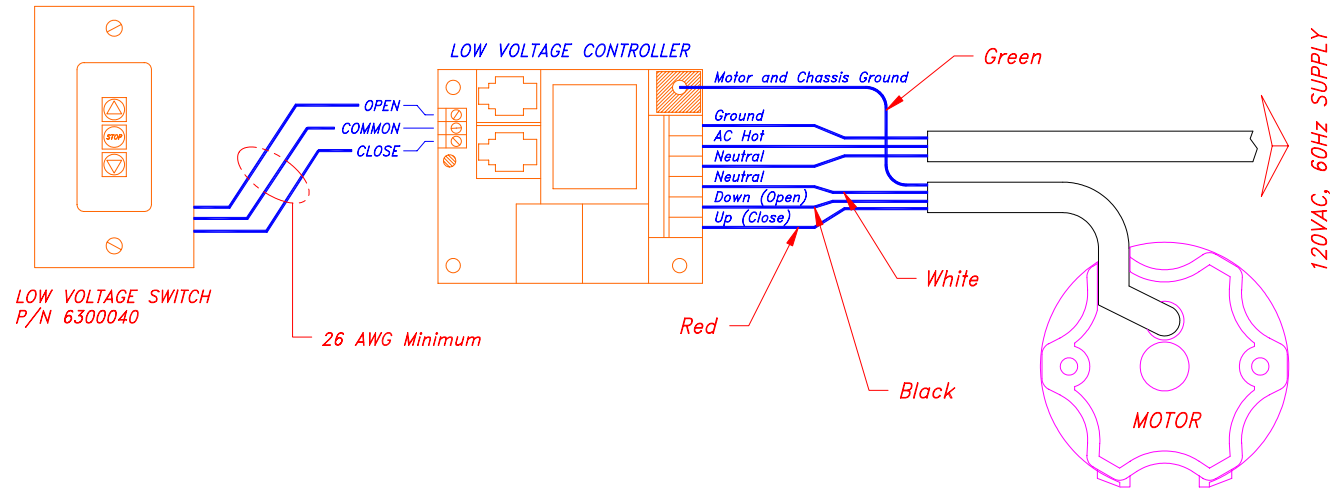 LOW VOLTAGE CONTROLLER
OPEN
COMMON
CLOSE
STOP
LOW VOLTAGE SWITCH
P/N 6300040
26 AWG Minimum
Motor and Chassis Ground
Ground
AC Hot
Neutral
Neutral
Down (Open)
Up (Close)
Green
White
Red
Black
MOTOR
120VAC, 60Hz SUPPLY